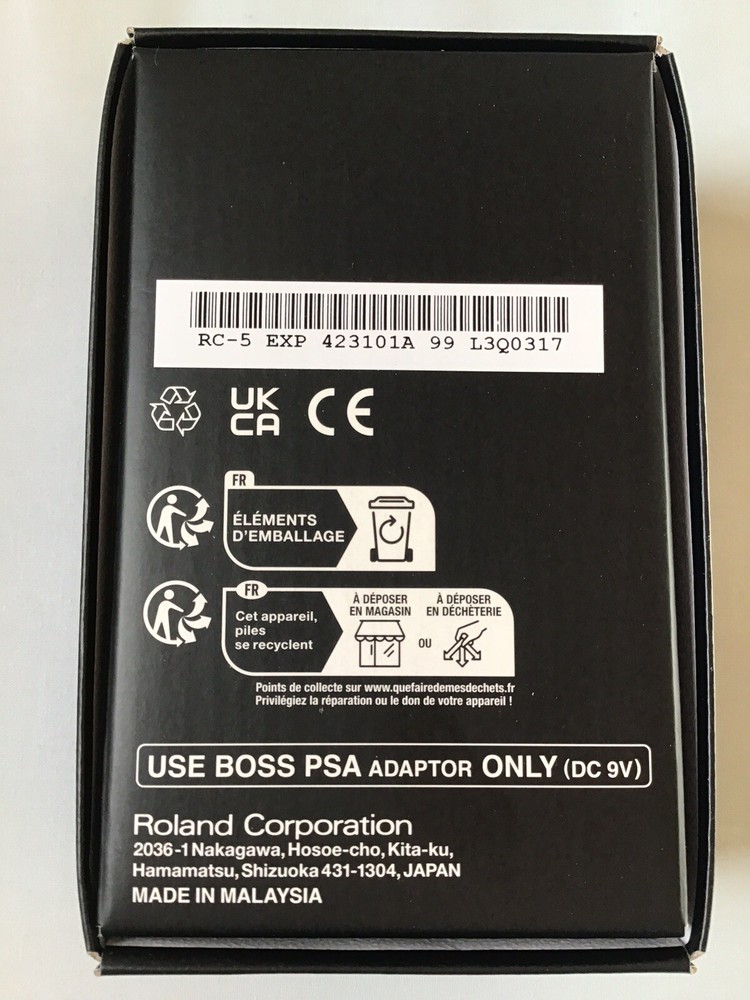 RC-5 EXP 423101A 99 L3Q0317
UK
CA CE
FR
ÉLÉMENTS
D'EMBALLAGE
FR
Cet appareil,
piles
se recyclent
À DÉPOSER
EN MAGASIN
OU
À DÉPOSER
EN DÉCHÈTERIE
Points de collecte sur www.quefairedemesdechets.fr
Privilégiez la réparation ou le don de votre appareil !
USE BOSS PSA ADAPTOR ONLY (DC 9V)
Roland Corporation
2036-1 Nakagawa, Hosoe-cho, Kita-ku,
Hamamatsu, Shizuoka 431-1304, JAPAN
MADE IN MALAYSIA